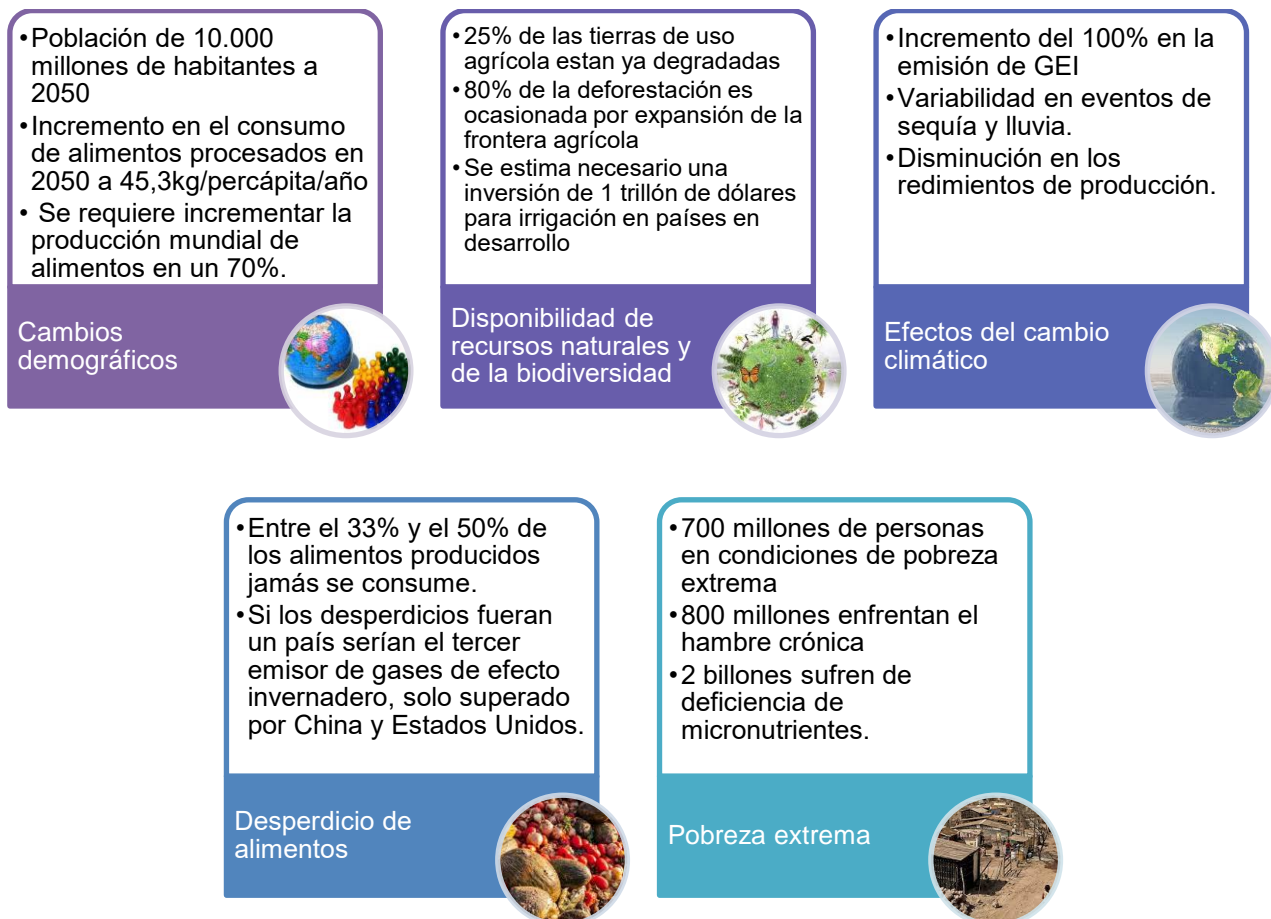 •Población de 10.000
millones de habitantes a
2050
•Incremento en el consumo
de alimentos procesados en
2050 a 45,3kg/percápita/año
• Se requiere incrementar la
producción mundial de
alimentos en un 70%.
Cambios
demográficos
•25% de las tierras de uso
agrícola estan ya degradadas
•80% de la deforestación es
ocasionada por expansión de la
frontera agrícola
•Se estima necesario una
inversión de 1 trillón de dólares
para irrigación en países en
desarrollo
Disponibilidad de
recursos naturales y
de la biodiversidad
•Incremento del 100% en la
emisión de GEI
•Variabilidad en eventos de
sequía y lluvia.
•Disminución en los
redimientos de producción.
Efectos del cambio
climático
•Entre el 33% y el 50% de
los alimentos producidos
jamás se consume.
•Si los desperdicios fueran
un país serían el tercer
emisor de gases de efecto
invernadero, solo superado
por China y Estados Unidos.
Desperdicio de
alimentos
•700 millones de personas
en condiciones de pobreza
extrema
•800 millones enfrentan el
hambre crónica
•2 billones sufren de
deficiencia de
micronutrientes.
Pobreza extrema